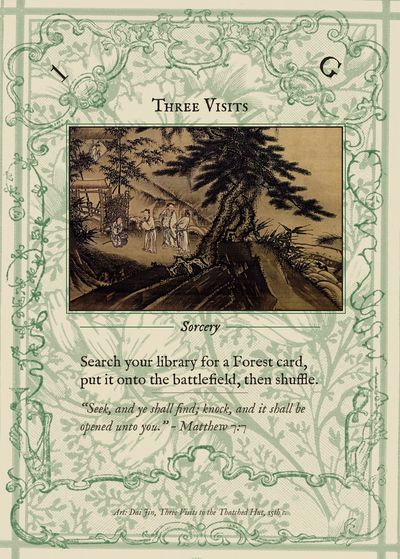 1 G
Three Visits
Sorcery
Search your library for a Forest card,
put it onto the battlefield, then shuffle.
"Seek, and ye shall find; knock, and it shall be
opened unto you." - Matthew 7:7
Art: Dai Jin, Three Visits to the Thatched Hut, 15th c.